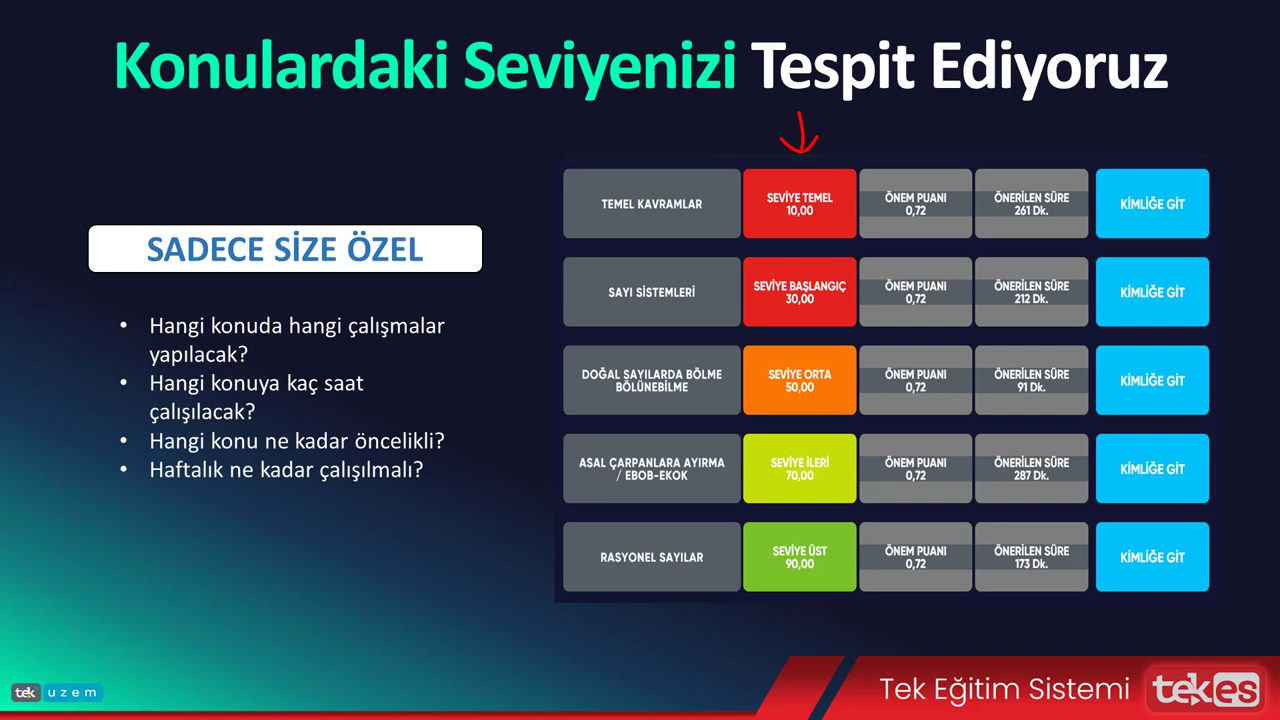 Konulardaki Seviyenizi Tespit Ediyoruz
SADECE SİZE ÖZEL
• Hangi konuda hangi çalışmalar
yapılacak?
• Hangi konuya kaç saat
çalışılacak?
• Hangi konu ne kadar öncelikli?
• Haftalık ne kadar çalışılmalı?
TEMEL KAVRAMLAR
SEVİYE TEMEL
10,00
ÖNEM PUANI
0,72
ÖNERİLEN SÜRE
261 Dk.
KİMLİĞE GİT
SAYI SİSTEMLERİ
SEVİYE BAŞLANGIÇ
30,00
ÖNEM PUANI
0,72
ÖNERİLEN SÜRE
212 Dk.
KİMLİĞE GİT
DOĞAL SAYILARDA BÖLME
BÖLÜNEBİLME
SEVİYE ORTA
50,00
ÖNEM PUANI
0,72
ÖNERİLEN SÜRE
91 Dk.
KİMLİĞE GİT
ASAL ÇARPANLARA AYIRMA
/ EBOB-EKOK
SEVİYE İLERİ
70,00
ÖNEM PUANI
0,72
ÖNERİLEN SÜRE
287 Dk.
KİMLİĞE GİT
RASYONEL SAYILAR
SEVİYE ÜST
90,00
ÖNEM PUANI
0,72
ÖNERİLEN SÜRE
173 Dk.
KİMLİĞE GİT
tek uzem
Tek Eğitim Sistemi tekes